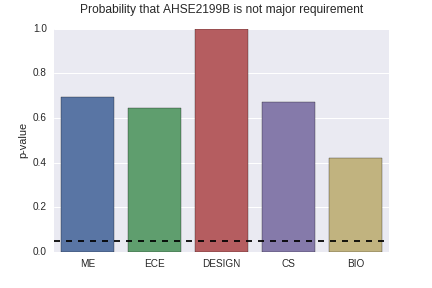 Probability that AHSE2199B is not major requirement
1.0
0.8
0.6
0.4
0.2
0.0
p-value
ME ECE DESIGN CS BIO